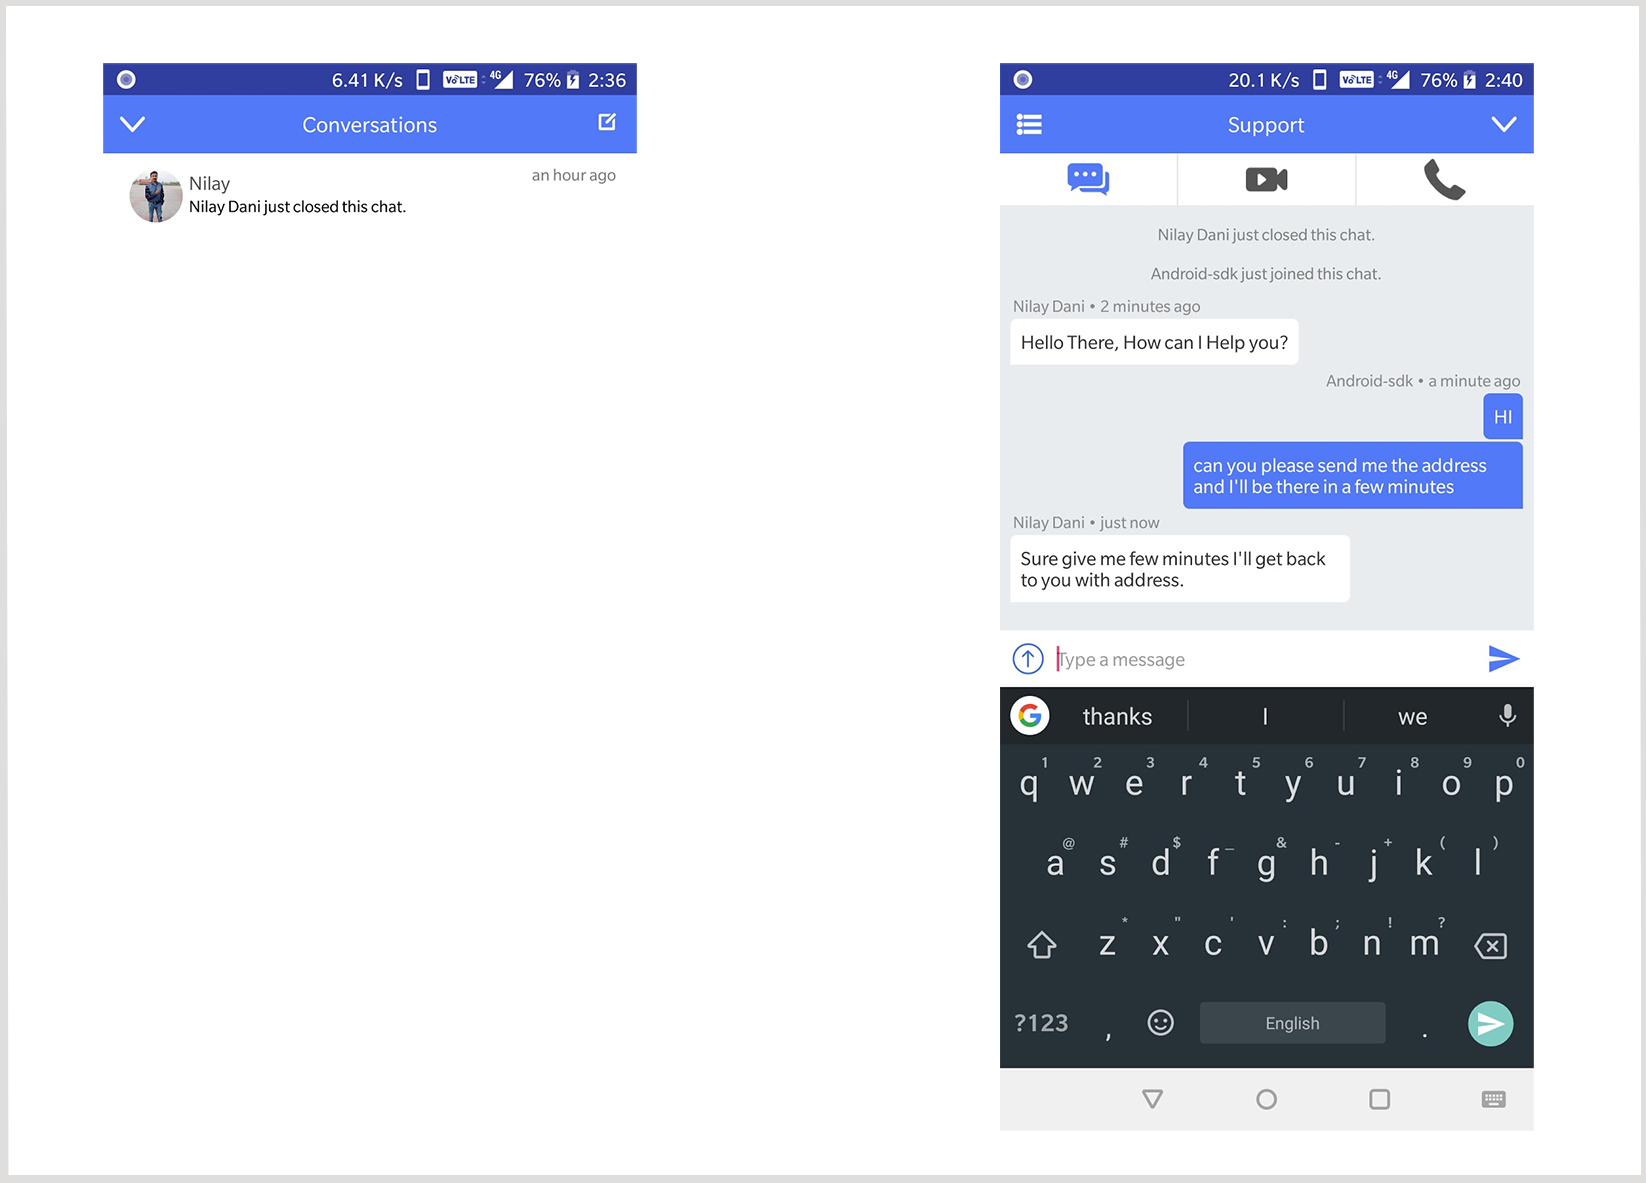 6.41 K/s VoLTE 4G 76% 2:36
Conversations
Nilay
an hour ago
Nilay Dani just closed this chat.
20.1 K/s VoLTE 4G 76% 2:40
Support
Nilay Dani just closed this chat.
Android-sdk just joined this chat.
Nilay Dani • 2 minutes ago
Hello There, How can I Help you?
Android-sdk • a minute ago
HI
can you please send me the address
and I'll be there in a few minutes
Nilay Dani • just now
Sure give me few minutes I'll get back
to you with address.
Type a message
G thanks I we
1 2 3 4 5 6 7 8 9 0
q w e r t y u i o p
@ # $ _ & - + ( )
a s d f g h j k l
* " ' : ; ! ?
z x c v b n m
?123 , English .